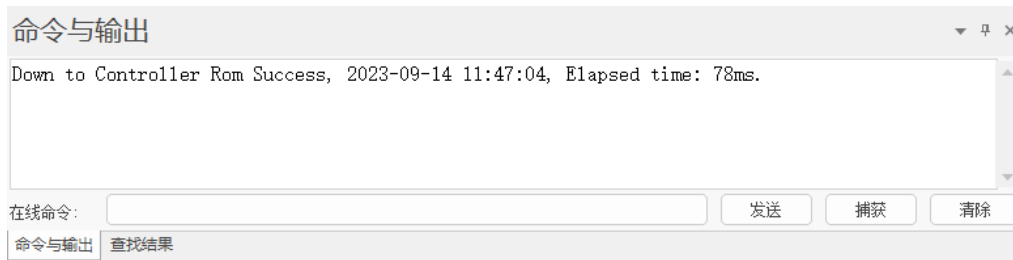 命令与输出
Down to Controller Rom Success, 2023-09-14 11:47:04, Elapsed time: 78ms.
在线命令:
发送 捕获 清除
命令与输出 查找结果